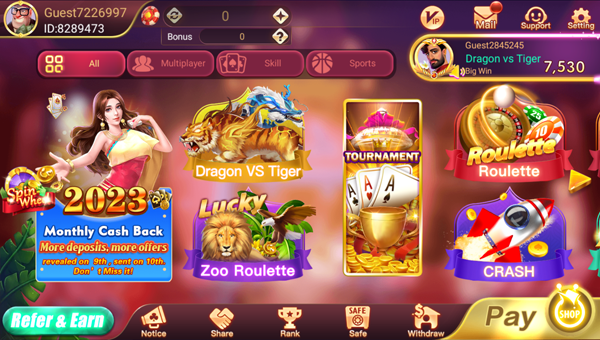 Guest7226997
ID:8289473
0
Bonus
0
?
VIP
Mail
Support
Setting
Guest2845245
Dragon vs Tiger
Big Win
7,530
All
Multiplayer
Skill
Sports
Dragon VS Tiger
TOURNAMENT
A
A
A
10
Roulette
Roulette
Spin
Wheel
2023
Monthly Cash Back
More deposits, more offers
revealed on 9th, sent on 10th.
Don't Miss it!
Lucky
Zoo Roulette
CRASH
Refer & Earn
Notice
Share
Rank
SAFE
Safe
Withdraw
Pay
SHOP